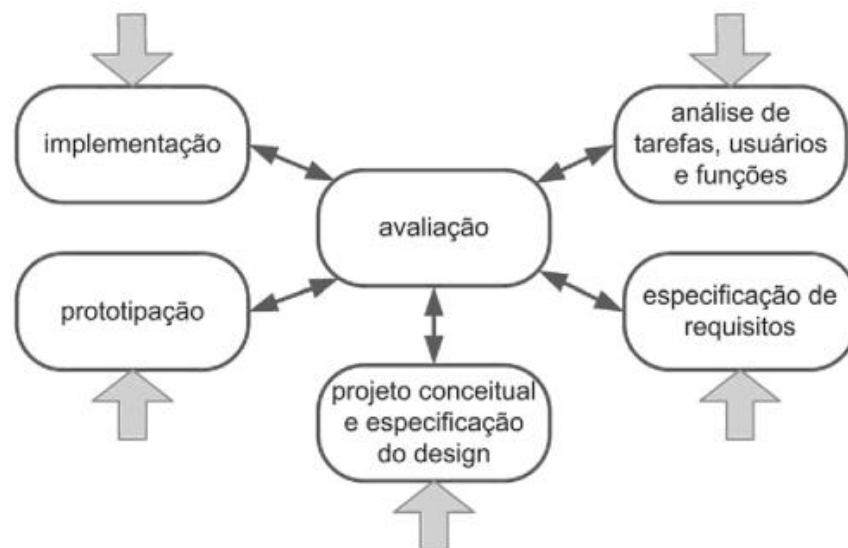 implementação
análise de
tarefas, usuários
e funções
avaliação
prototipação
especificação de
requisitos
projeto conceitual
e especificação
do design